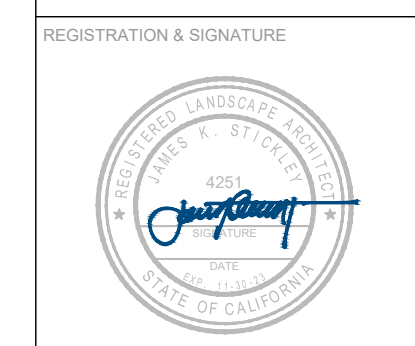 REGISTRATION & SIGNATURE
REGISTERED LANDSCAPE ARCHITECT
JAMES K. STICKLEY
4251
SIGNATURE
DATE
EXP. 11-30-23
STATE OF CALIFORNIA